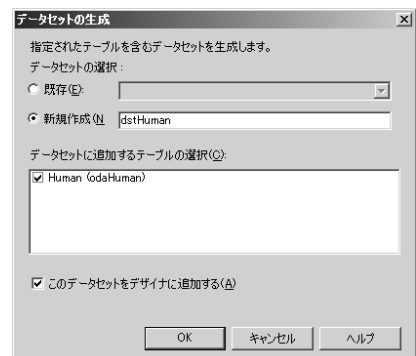 データセットの生成
指定されたテーブルを含むデータセットを生成します。
データセットの選択:
既存(E):
新規作成(N dstHuman
データセットに追加するテーブルの選択(C):
Human (odaHuman)
このデータセットをデザイナに追加する(A)
OK キャンセル ヘルプ